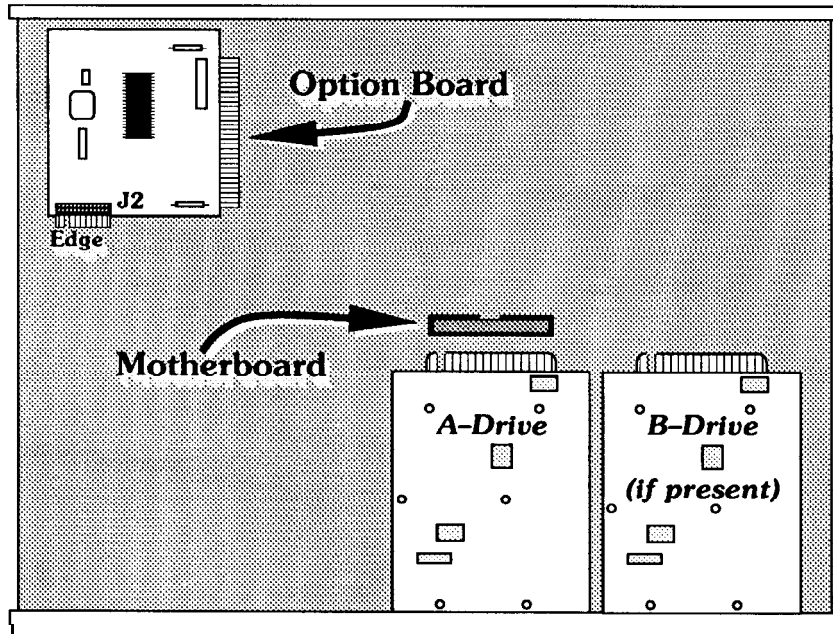 Option Board
J2
Edge
Motherboard
A-Drive
B-Drive
(if present)